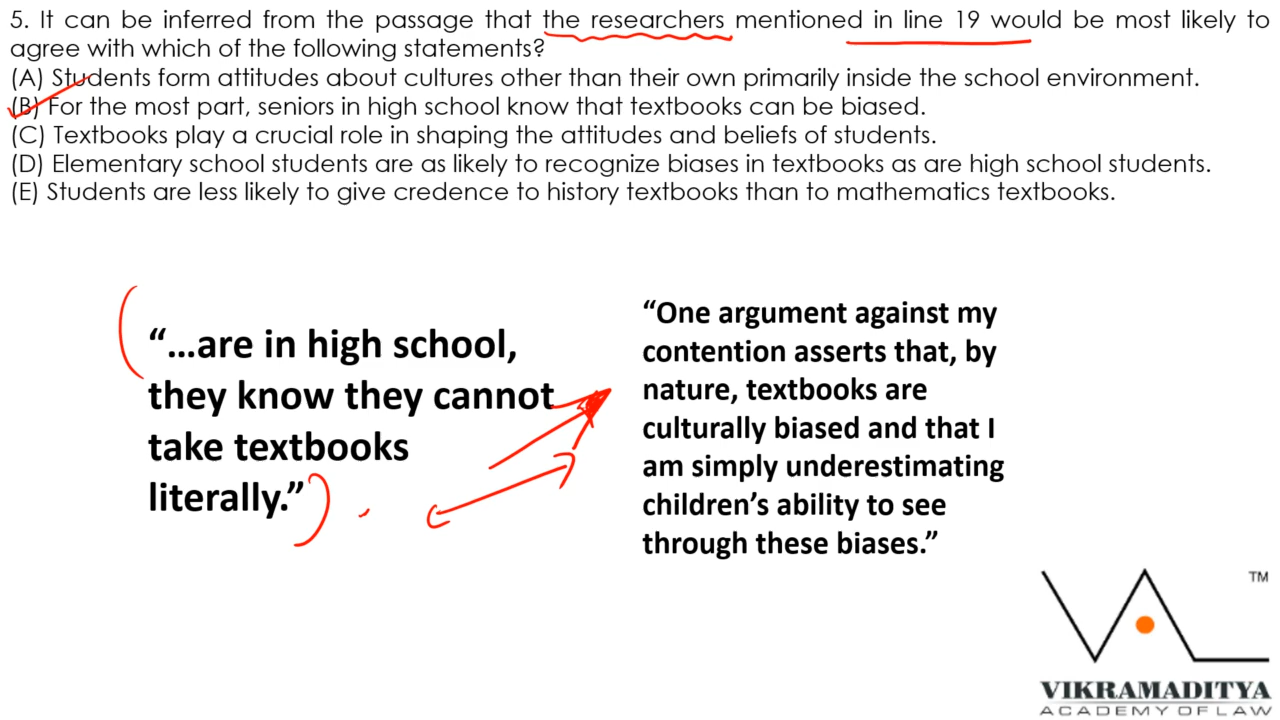 5. It can be inferred from the passage that the researchers mentioned in line 19 would be most likely to
agree with which of the following statements?
(A) Students form attitudes about cultures other than their own primarily inside the school environment.
(B) For the most part, seniors in high school know that textbooks can be biased.
(C) Textbooks play a crucial role in shaping the attitudes and beliefs of students.
(D) Elementary school students are as likely to recognize biases in textbooks as are high school students.
(E) Students are less likely to give credence to history textbooks than to mathematics textbooks.
“…are in high school,
they know they cannot
take textbooks
literally.”
“One argument against my
contention asserts that, by
nature, textbooks are
culturally biased and that I
am simply underestimating
children’s ability to see
through these biases.”
TM
VIKRAMADITYA
ACADEMY OF LAW